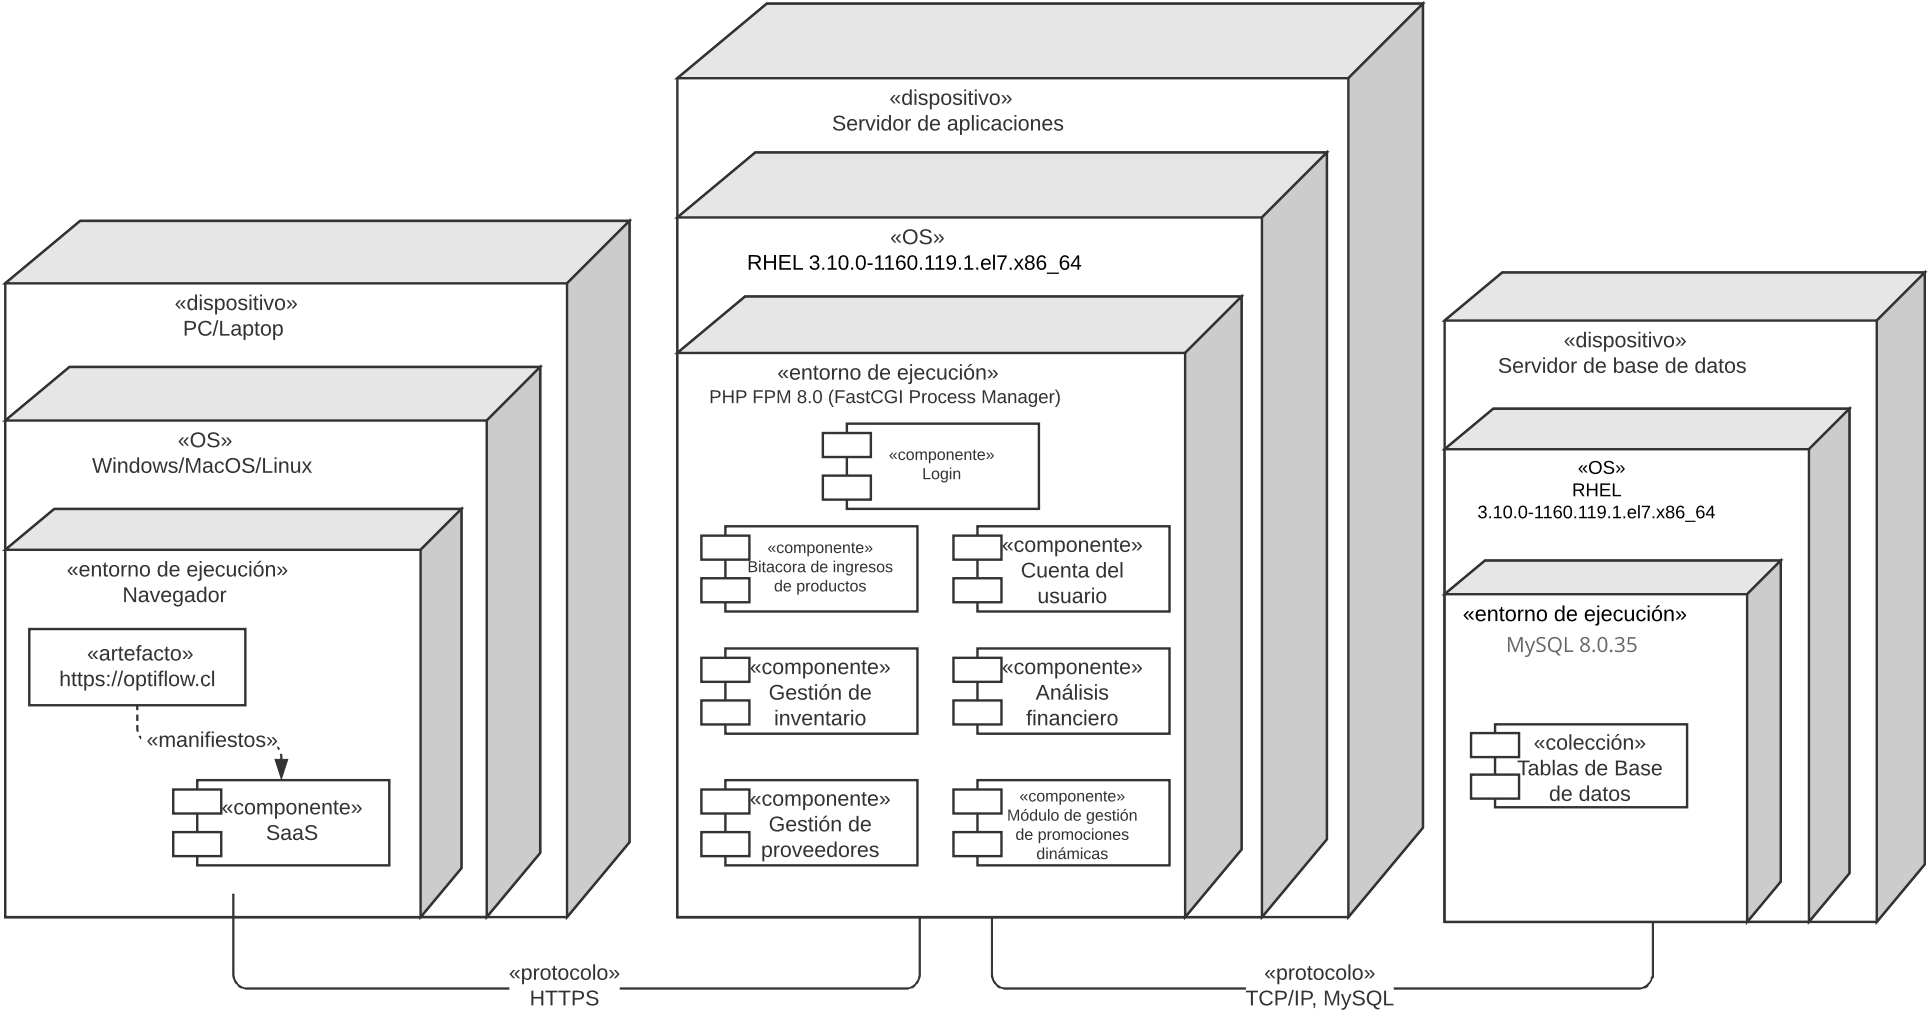 «dispositivo»
PC/Laptop
«OS»
Windows/MacOS/Linux
«entorno de ejecución»
Navegador
«artefacto»
https://optiflow.cl
«manifiestos»
«componente»
SaaS
«dispositivo»
Servidor de aplicaciones
«OS»
RHEL 3.10.0-1160.119.1.el7.x86_64
«entorno de ejecución»
PHP FPM 8.0 (FastCGI Process Manager)
«componente»
Login
«componente»
Bitacora de ingresos
de productos
«componente»
Cuenta del
usuario
«componente»
Gestión de
inventario
«componente»
Análisis
financiero
«componente»
Gestión de
proveedores
«componente»
Módulo de gestión
de promociones
dinámicas
«dispositivo»
Servidor de base de datos
«OS»
RHEL
3.10.0-1160.119.1.el7.x86_64
«entorno de ejecución»
MySQL 8.0.35
«colección»
Tablas de Base
de datos
«protocolo»
HTTPS
«protocolo»
TCP/IP, MySQL